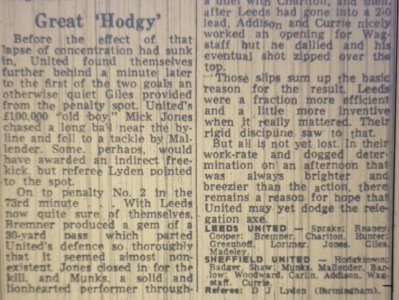 Great 'Hodgy'
Before the effect of that
lapse of concentration had sunk
in, United found themselves
further behind a minute later
to the first of the two goals an
otherwise quiet Giles provided
from the penalty spot. United's
£100,000 "old boy," Mick Jones
chased a long ball near the by-
line and fell to a tackle by Mal-
lender. Some, perhaps, would
have awarded an indirect free-
kick, but referee Lyden pointed
to the spot.
On to penalty No. 2 in the
73rd minute . . . With Leeds
now quite sure of themselves,
Bremner produced a gem of a
30-yard pass which parted
United's defence so thoroughly
that it seemed almost non-
existent. Jones closed in for the
kill, and Munks, a solid and
lionhearted performer through-
a duel with Charlton, and then,
after Leeds had gone into a 2-0
lead, Addison and Currie nicely
worked an opening for Wag-
staff but he dallied and his
eventual shot zipped over the
top.
Those slips sum up the basic
reason for the result. Leeds
were a fraction more efficient
and a little more inventive
when it really mattered. Their
rigid discipline saw to that.
But all is not yet lost. In their
work-rate and dogged deter-
mination on an afternoon that
was always brighter and
breezier than the action, there
remains a reason for hope that
United may yet dodge the rele-
gation axe.
LEEDS UNITED — Sprake: Reaney,
Cooper: Bremner, Charlton, Hunter:
Greenhoff, Lorimer, Jones, Giles,
Madeley.
SHEFFIELD UNITED — Hodgkinson:
Badger, Shaw: Munks, Mallender, Bar-
low, Woodward, Carlin, Addison, Wag-
staff, Currie.
Referee: D J Lyden (Birmingham).